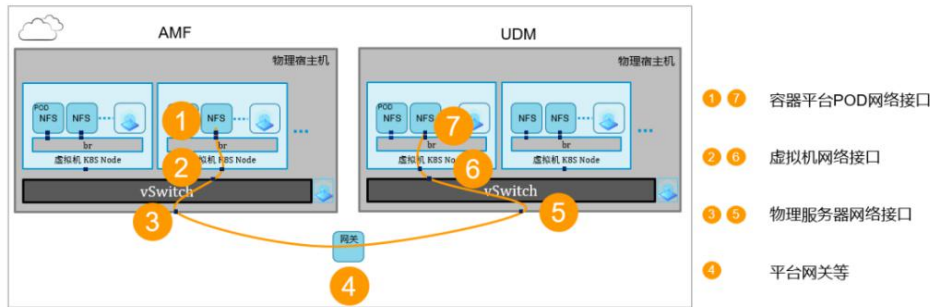 AMF
UDM
物理宿主机
物理宿主机
POD
NFS
NFS
NFS
POD
NFS
NFS
NFS
NFS
1
7
br
br
br
br
虚拟机 K8S Node
虚拟机 K8S Node
虚拟机 K8S Node
虚拟机 K8S Node
2
6
vSwitch
vSwitch
3
5
网关
4
1 7 容器平台POD网络接口
2 6 虚拟机网络接口
3 5 物理服务器网络接口
4 平台网关等